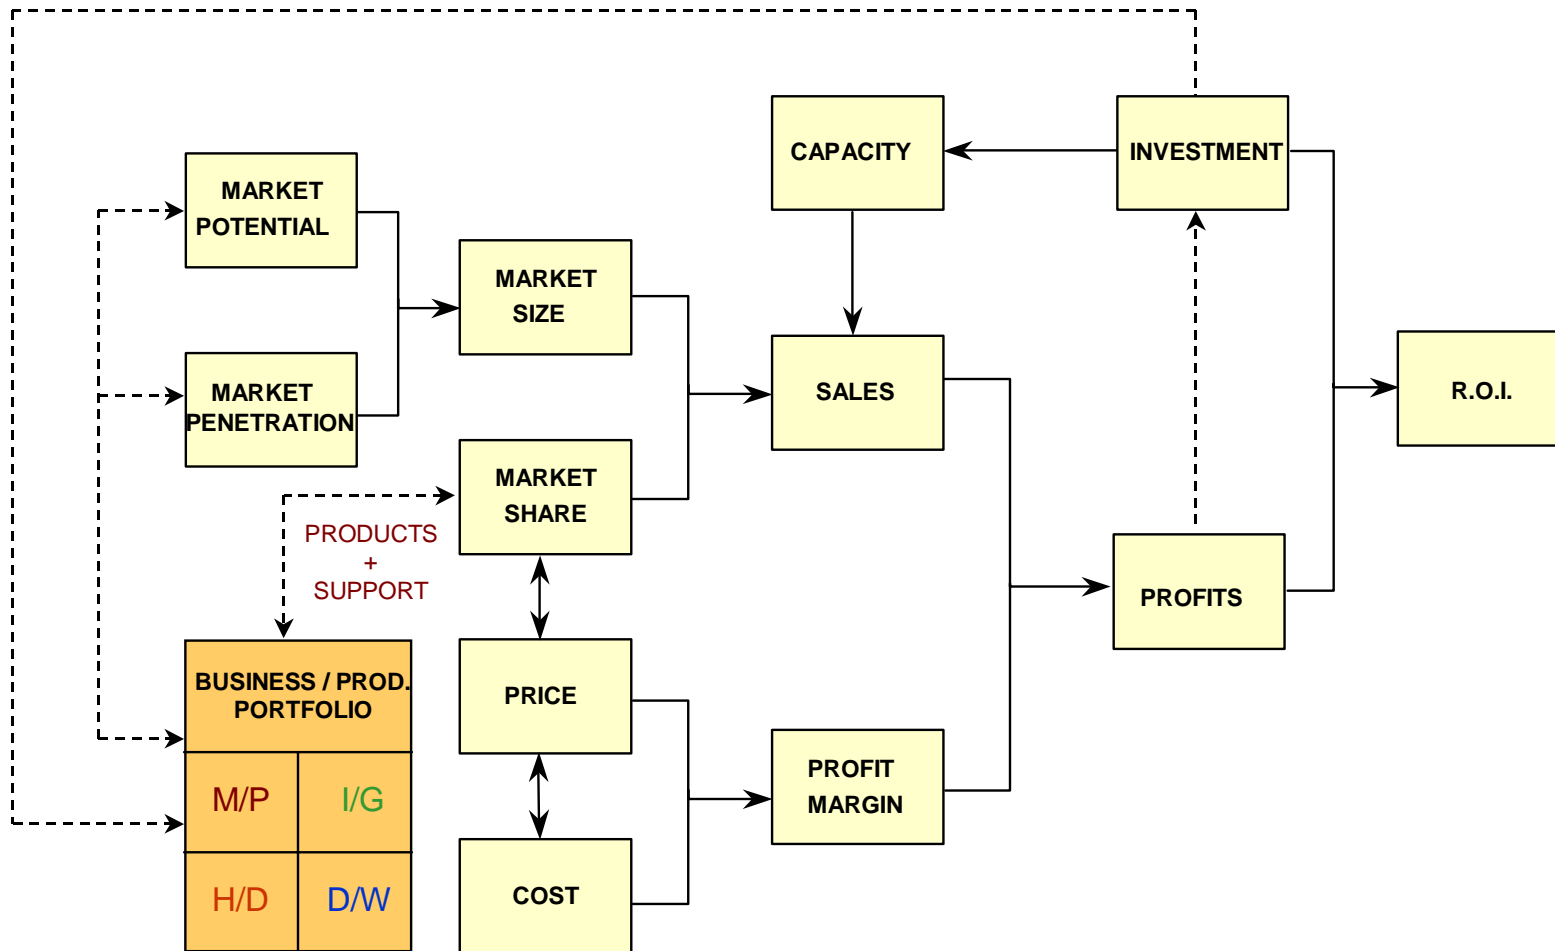 CAPACITY
INVESTMENT
MARKET
POTENTIAL
MARKET
SIZE
MARKET
PENETRATION
SALES
R.O.I.
MARKET
SHARE
PRODUCTS
+
SUPPORT
PROFITS
BUSINESS / PROD.
PORTFOLIO
PRICE
M/P
I/G
PROFIT
MARGIN
H/D
D/W
COST